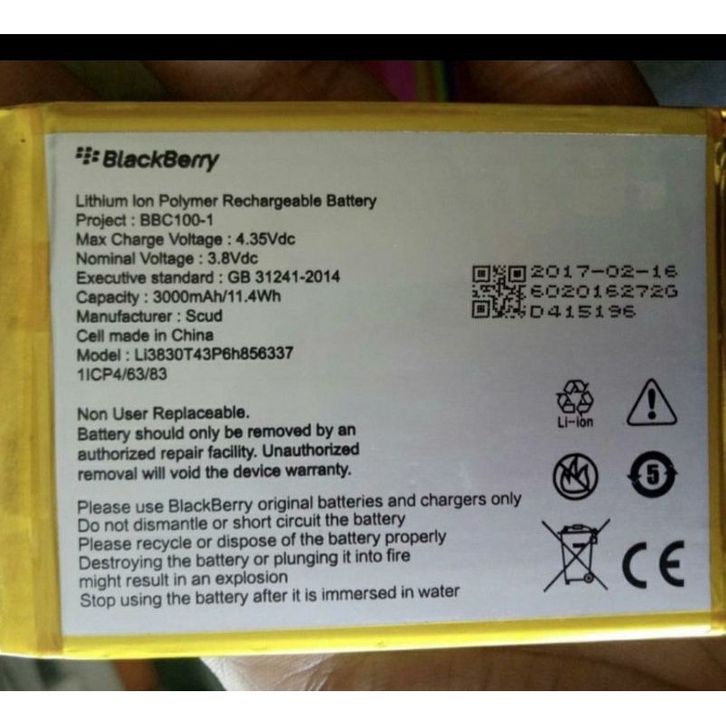 BlackBerry
Lithium Ion Polymer Rechargeable Battery
Project : BBC100-1
Max Charge Voltage : 4.35Vdc
Nominal Voltage : 3.8Vdc
Executive standard : GB 31241-2014
Capacity : 3000mAh/11.4Wh
Manufacturer : Scud
Cell made in China
Model : Li3830T43P6h856337
1ICP4/63/83
2017-02-16
602016272G
D415196
Non User Replaceable.
Battery should only be removed by an
authorized repair facility. Unauthorized
removal will void the device warranty.
Li-ion
5
Please use BlackBerry original batteries and chargers only
Do not dismantle or short circuit the battery
Please recycle or dispose of the battery properly
Destroying the battery or plunging it into fire
might result in an explosion
Stop using the battery after it is immersed in water
CE